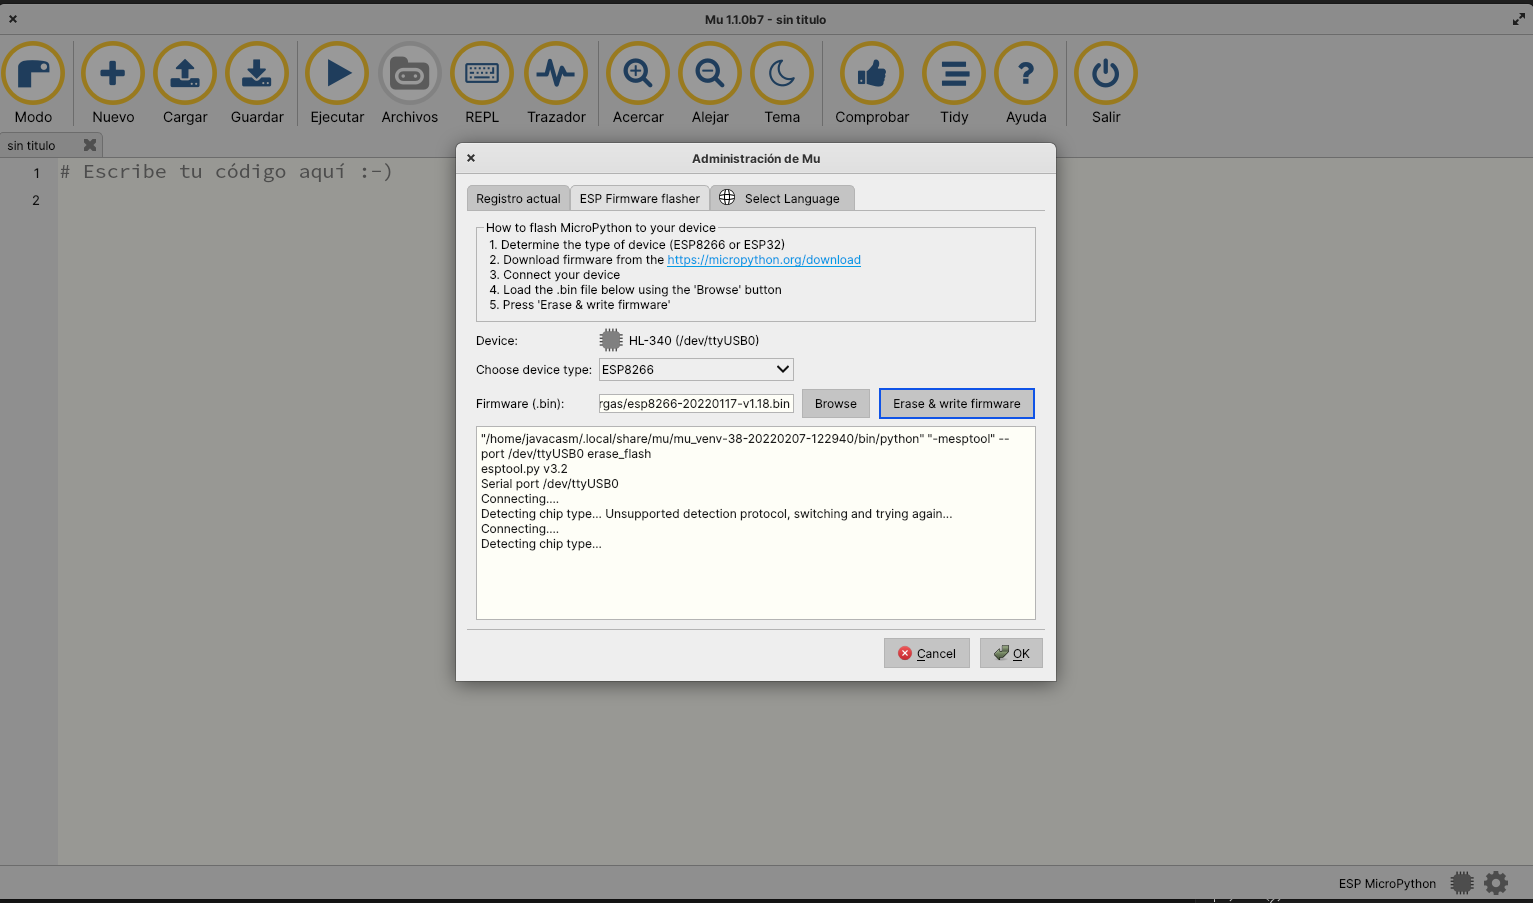 Mu 1.1.0b7 - sin titulo
Modo
Nuevo
Cargar
Guardar
Ejecutar
Archivos
REPL
Trazador
Acercar
Alejar
Tema
Comprobar
Tidy
Ayuda
Salir
sin titulo
1 # Escribe tu código aquí :-)
2
Administración de Mu
Registro actual
ESP Firmware flasher
Select Language
How to flash MicroPython to your device
1. Determine the type of device (ESP8266 or ESP32)
2. Download firmware from the https://micropython.org/download
3. Connect your device
4. Load the .bin file below using the 'Browse' button
5. Press 'Erase & write firmware'
Device: HL-340 (/dev/ttyUSB0)
Choose device type: ESP8266
Firmware (.bin): rgas/esp8266-20220117-v1.18.bin Browse Erase & write firmware
"/home/javacasm/.local/share/mu/mu_venv-38-20220207-122940/bin/python" "-mesptool" --
port /dev/ttyUSB0 erase_flash
esptool.py v3.2
Serial port /dev/ttyUSB0
Connecting....
Detecting chip type... Unsupported detection protocol, switching and trying again...
Connecting....
Detecting chip type...
Cancel
OK
ESP MicroPython